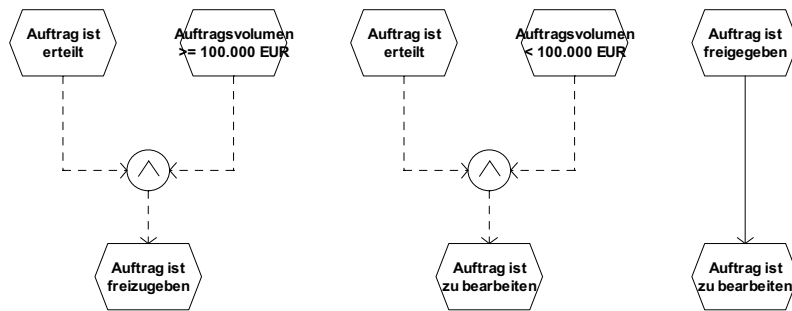 Auftrag ist
erteilt
Auftragsvolumen
>= 100.000 EUR
Auftrag ist
erteilt
Auftragsvolumen
< 100.000 EUR
Auftrag ist
freigegeben
Auftrag ist
freizugeben
Auftrag ist
zu bearbeiten
Auftrag ist
zu bearbeiten